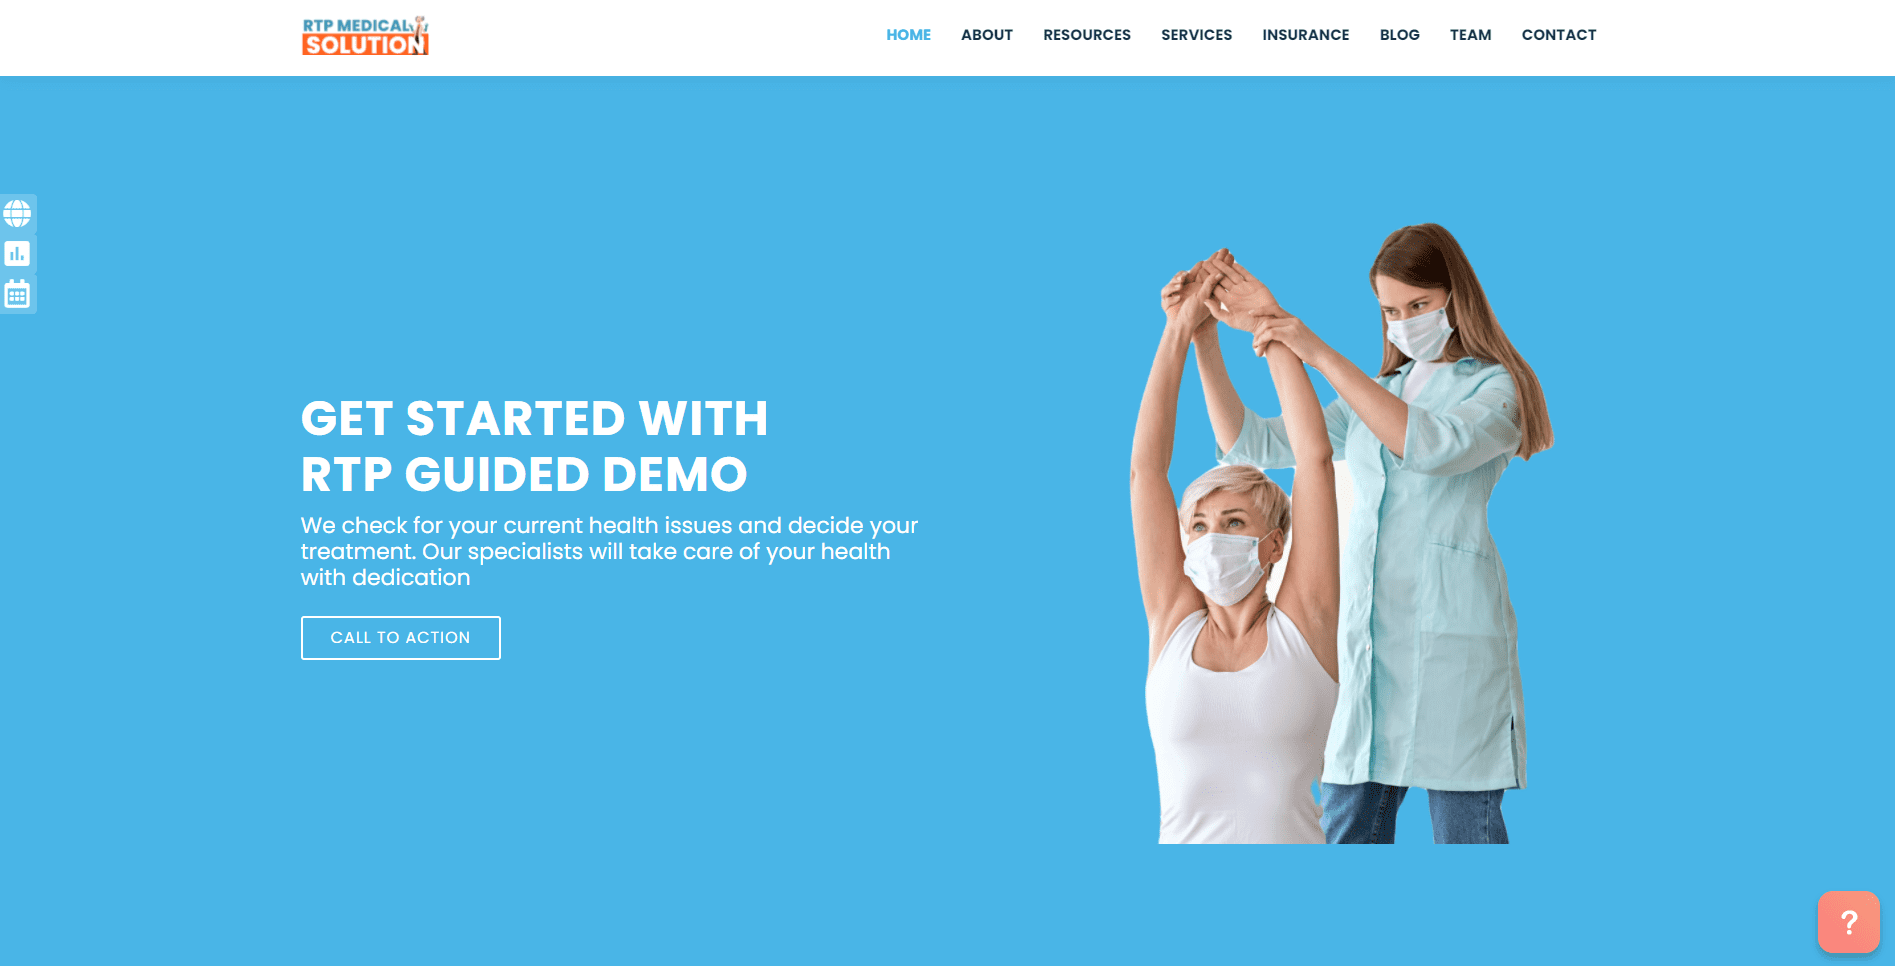 RTP MEDICAL
SOLUTION
HOME ABOUT RESOURCES SERVICES INSURANCE BLOG TEAM CONTACT
GET STARTED WITH
RTP GUIDED DEMO
We check for your current health issues and decide your
treatment. Our specialists will take care of your health
with dedication
CALL TO ACTION
?